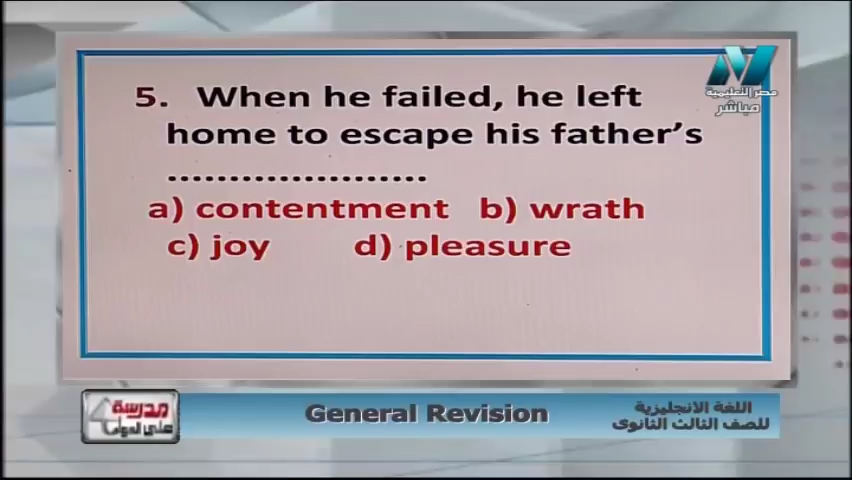 مصر التعليمية
مباشر
5. When he failed, he left
home to escape his father's
.....................
a) contentment b) wrath
c) joy d) pleasure
مدرسة
على الهواء
General Revision
اللغة الانجليزية
للصف الثالث الثانوى